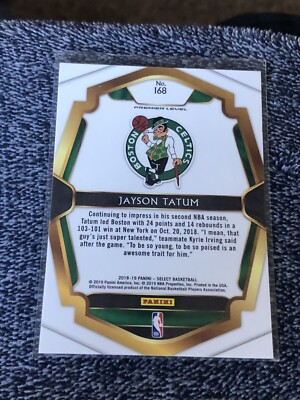 No.
168
PREMIER LEVEL
BOSTON CELTICS
JAYSON TATUM
Continuing to impress in his second NBA season,
Tatum led Boston with 24 points and 14 rebounds in a
103-101 win at New York on Oct. 20, 2018. "I mean, that
guy's just super talented," teammate Kyrie Irving said
after the game. "To be so young, to be so poised is an
awesome trait for him."
2018-19 PANINI - SELECT BASKETBALL
© 2019 Panini America, Inc. © 2019 NBA Properties, Inc. Printed in the USA.
Officially licensed product of the National Basketball Players Association.
PANINI
NBA